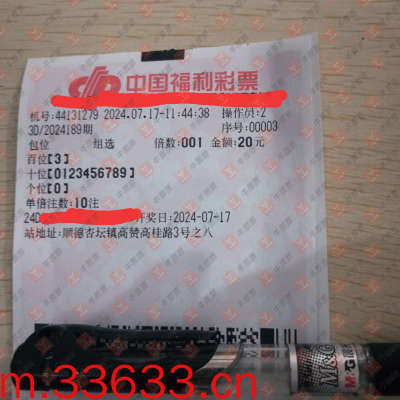 中国福利彩票
机号:44131279 2024.07.17-11:44:38 操作员:2
3D/2024189期 序号:00003
包位 组选 倍数:001 金额:20元
百位[3]
十位[0123456789]
个位[0]
单倍注数:10注
24D 开奖日:2024-07-17
站地址:顺德杏坛镇高赞高桂路3号之八
M&G
m.33633.cn